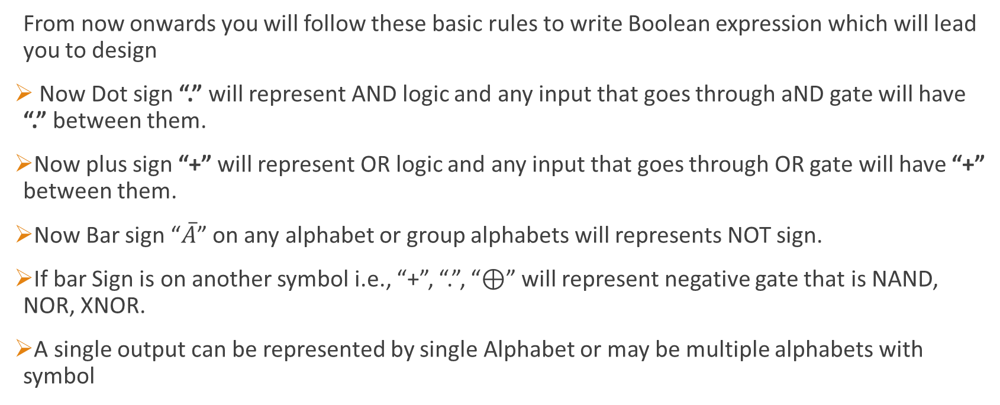 From now onwards you will follow these basic rules to write Boolean expression which will lead
you to design
➢ Now Dot sign “.” will represent AND logic and any input that goes through aND gate will have
“.” between them.
➢Now plus sign “+” will represent OR logic and any input that goes through OR gate will have “+”
between them.
➢Now Bar sign “Ā” on any alphabet or group alphabets will represents NOT sign.
➢If bar Sign is on another symbol i.e., “+”, “.”, “⊕” will represent negative gate that is NAND,
NOR, XNOR.
➢A single output can be represented by single Alphabet or may be multiple alphabets with
symbol